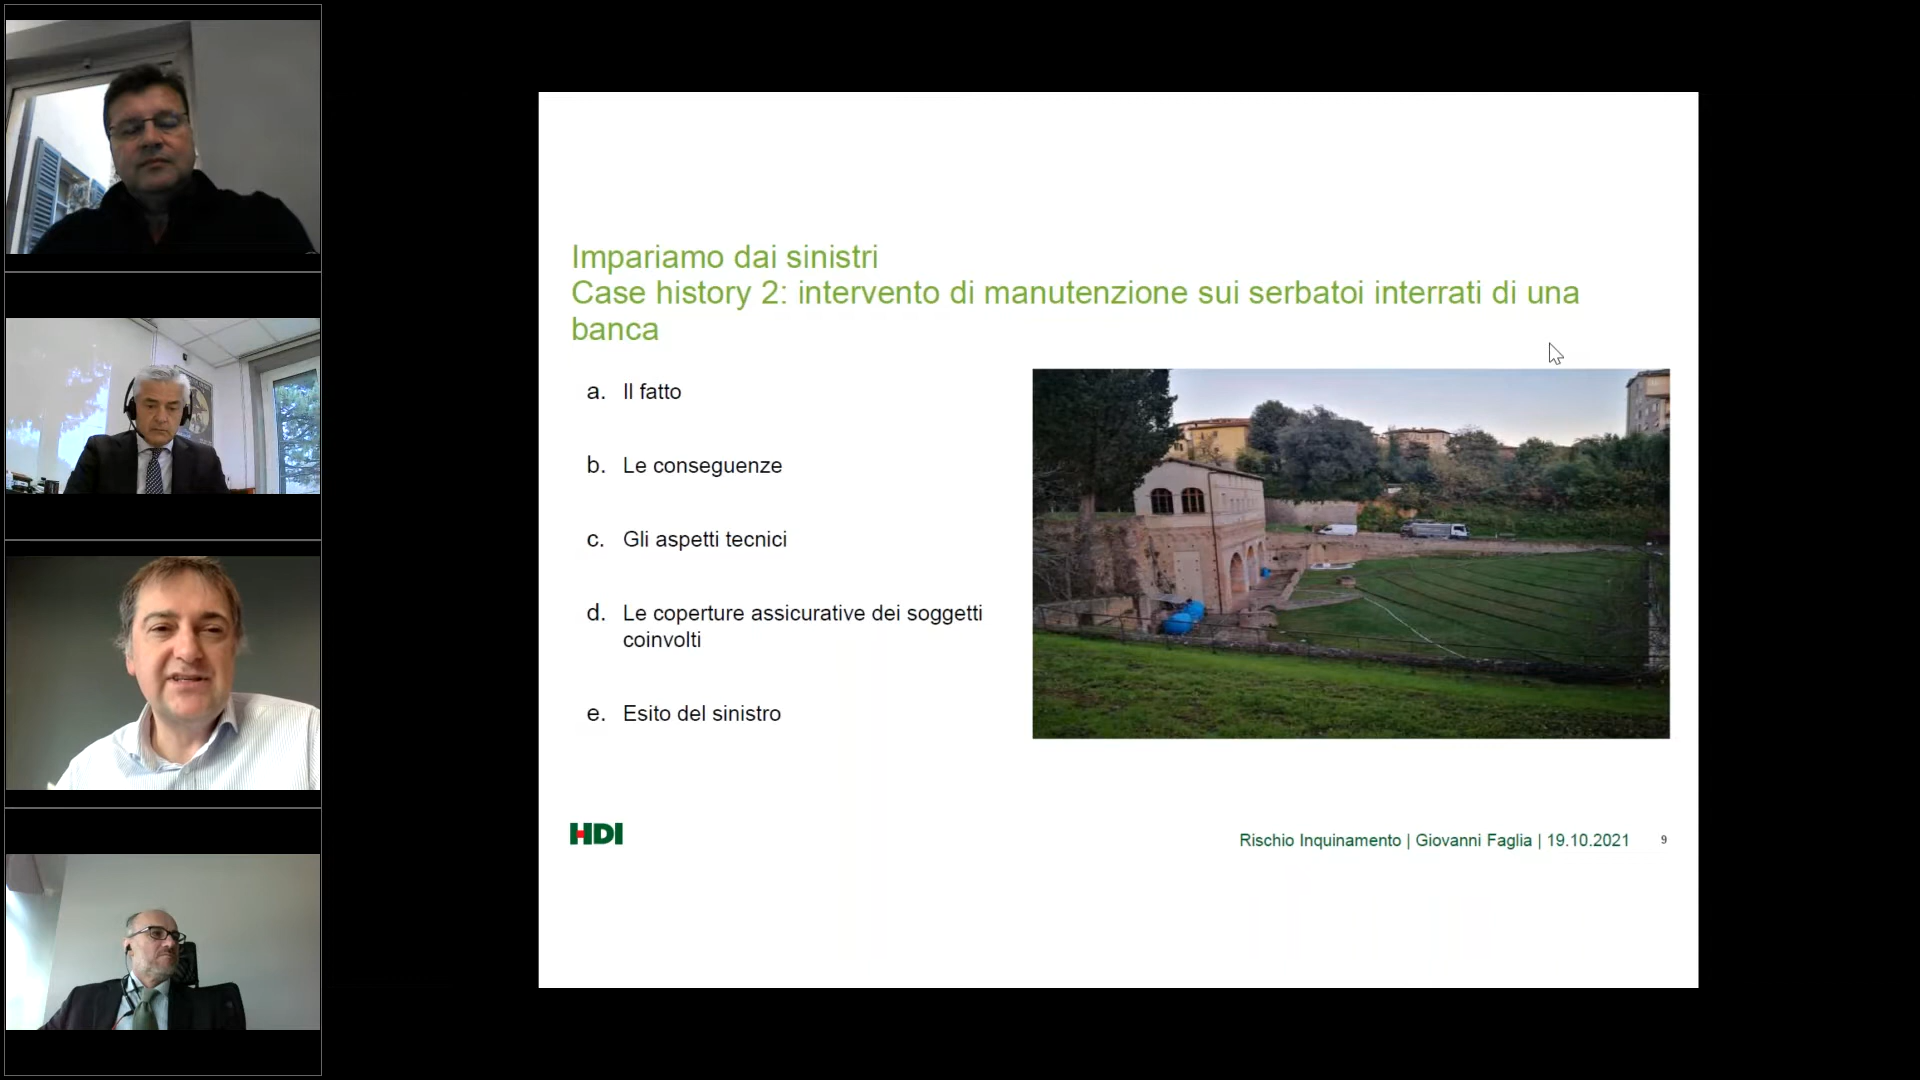 Impariamo dai sinistri
Case history 2: intervento di manutenzione sui serbatoi interrati di una
banca
a. Il fatto
b. Le conseguenze
c. Gli aspetti tecnici
d. Le coperture assicurative dei soggetti
coinvolti
e. Esito del sinistro
HDI
Rischio Inquinamento | Giovanni Faglia | 19.10.2021 9